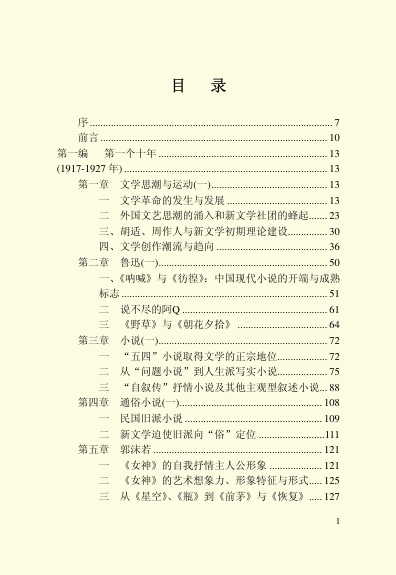 目　录
序 ........ 7
前言 ........ 10
第一编　第一个十年 ........ 13
(1917-1927 年) ........ 13
第一章　文学思潮与运动(一) ........ 13
一　文学革命的发生与发展 ........ 13
二　外国文艺思潮的涌入和新文学社团的蜂起 ........ 23
三、胡适、周作人与新文学初期理论建设 ........ 30
四、文学创作潮流与趋向 ........ 36
第二章　鲁迅(一) ........ 50
一、《呐喊》与《彷徨》：中国现代小说的开端与成熟
标志 ........ 51
二　说不尽的阿Q ........ 61
三　《野草》与《朝花夕拾》 ........ 64
第三章　小说(一) ........ 72
一　“五四”小说取得文学的正宗地位 ........ 72
二　从“问题小说”到人生派写实小说 ........ 75
三　“自叙传”抒情小说及其他主观型叙述小说 ... 88
第四章　通俗小说(一) ........ 108
一　民国旧派小说 ........ 109
二　新文学迫使旧派向“俗”定位 ........ 111
第五章　郭沫若 ........ 121
一　《女神》的自我抒情主人公形象 ........ 121
二　《女神》的艺术想象力、形象特征与形式 ..... 125
三　从《星空》、《瓶》到《前茅》与《恢复》 ..... 127
1